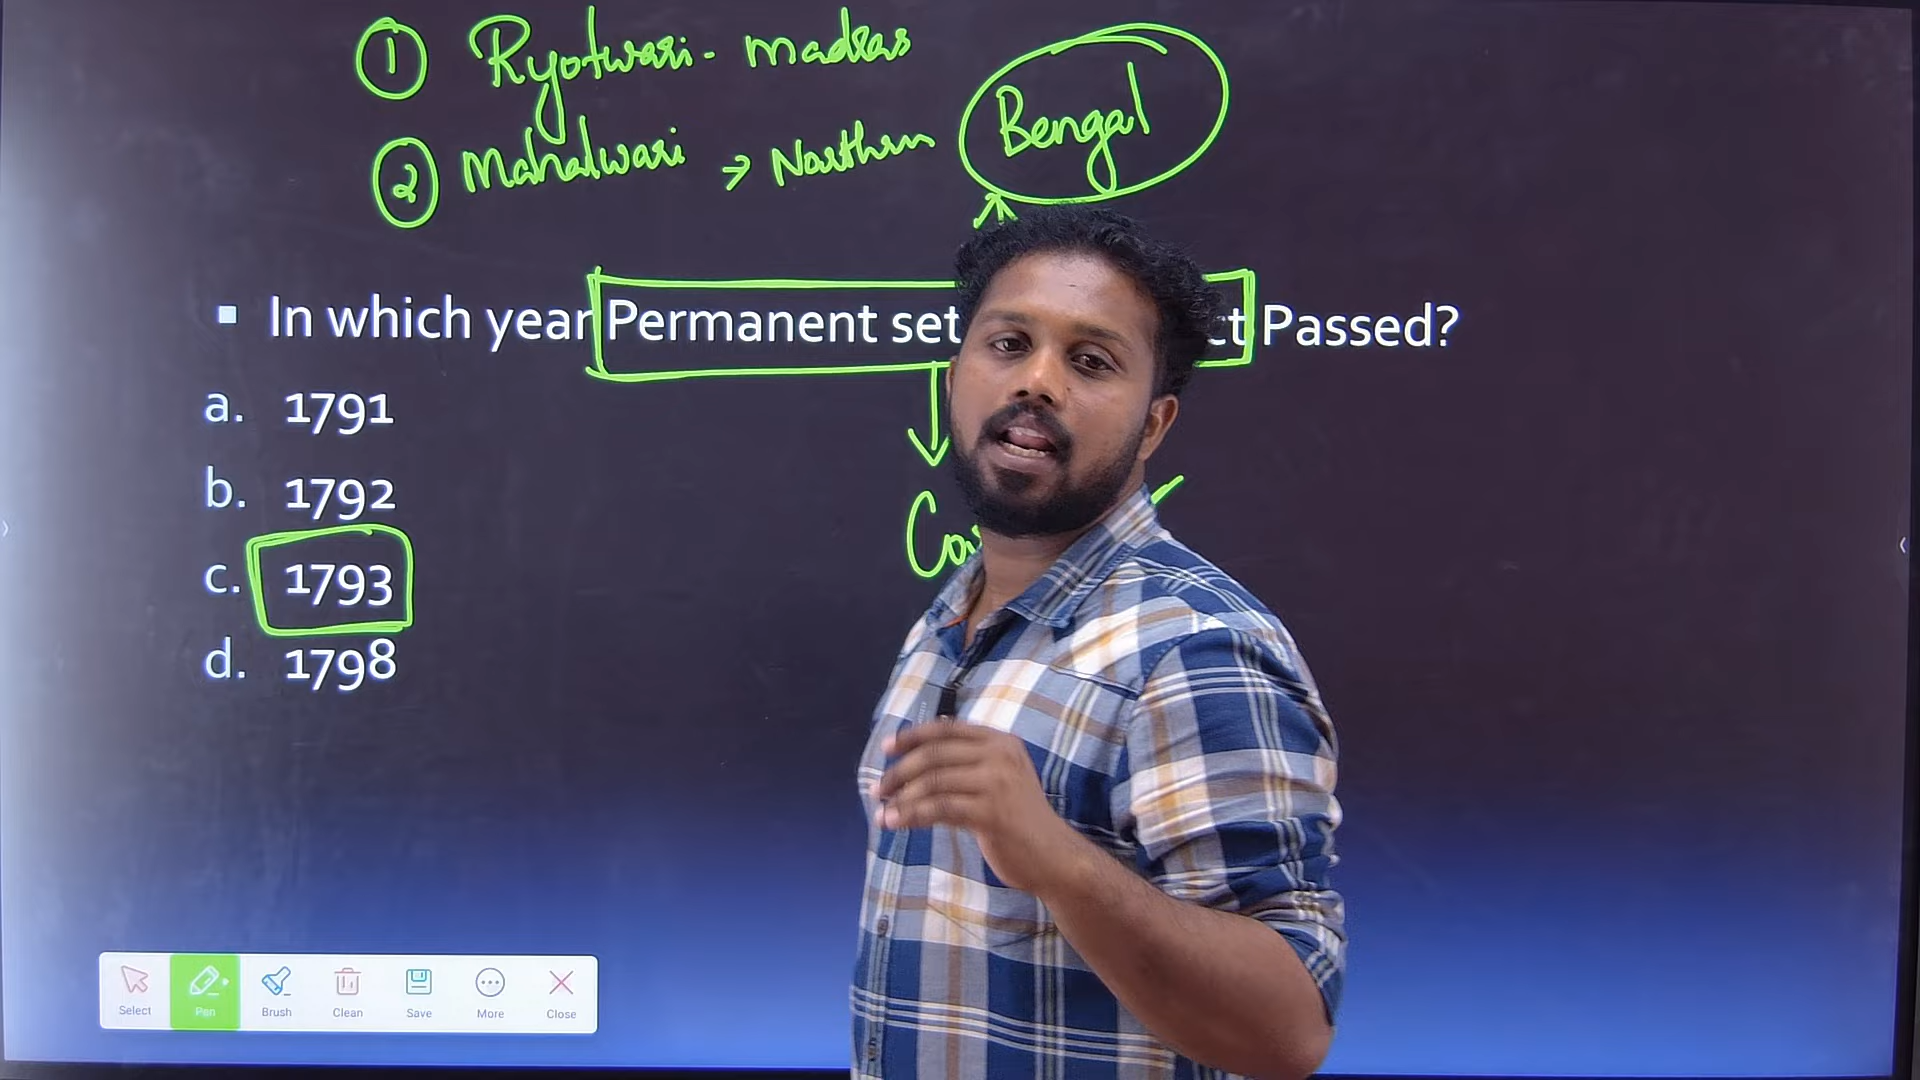 ① Ryotwari - madras
② Mahalwari → Northern
Bengal
▪ In which year Permanent set ct Passed?
a. 1791
b. 1792
c. 1793
d. 1798
Select Pen Brush Clean Save More Close